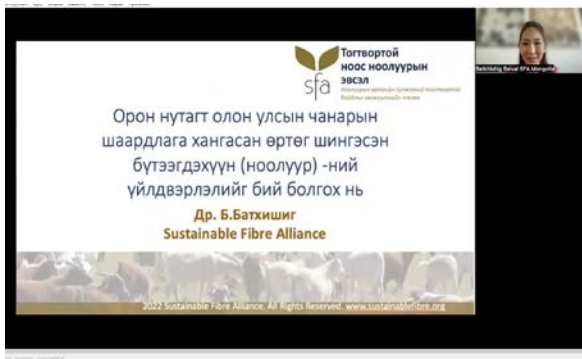 sfa
Тогтвортой
ноос ноолуурын
эвсэл
Орон нутагт олон улсын чанарын
шаардлага хангасан өртөг шингэсэн
бүтээгдэхүүн (ноолуур) -ний
үйлдвэрлэлийг бий болгох нь
Др. Б.Батхишиг
Sustainable Fibre Alliance
2022 Sustainable Fibre Alliance. All Rights Reserved. www.sustainablefibre.org
Baival SFA Mongolia